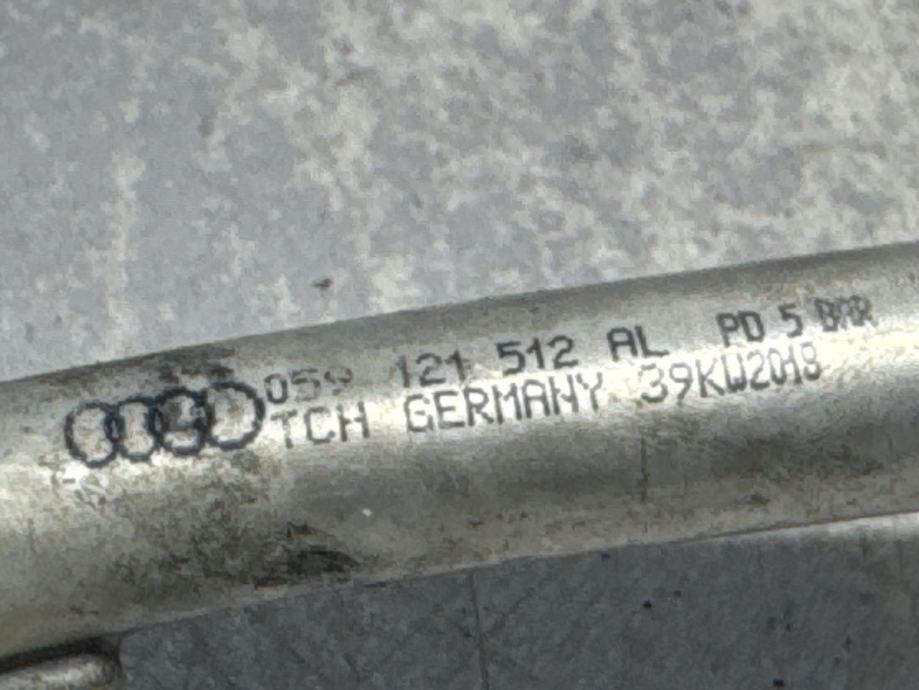 059 121 512 AL PD 5 BAR
TCH GERMANY 39KW2018